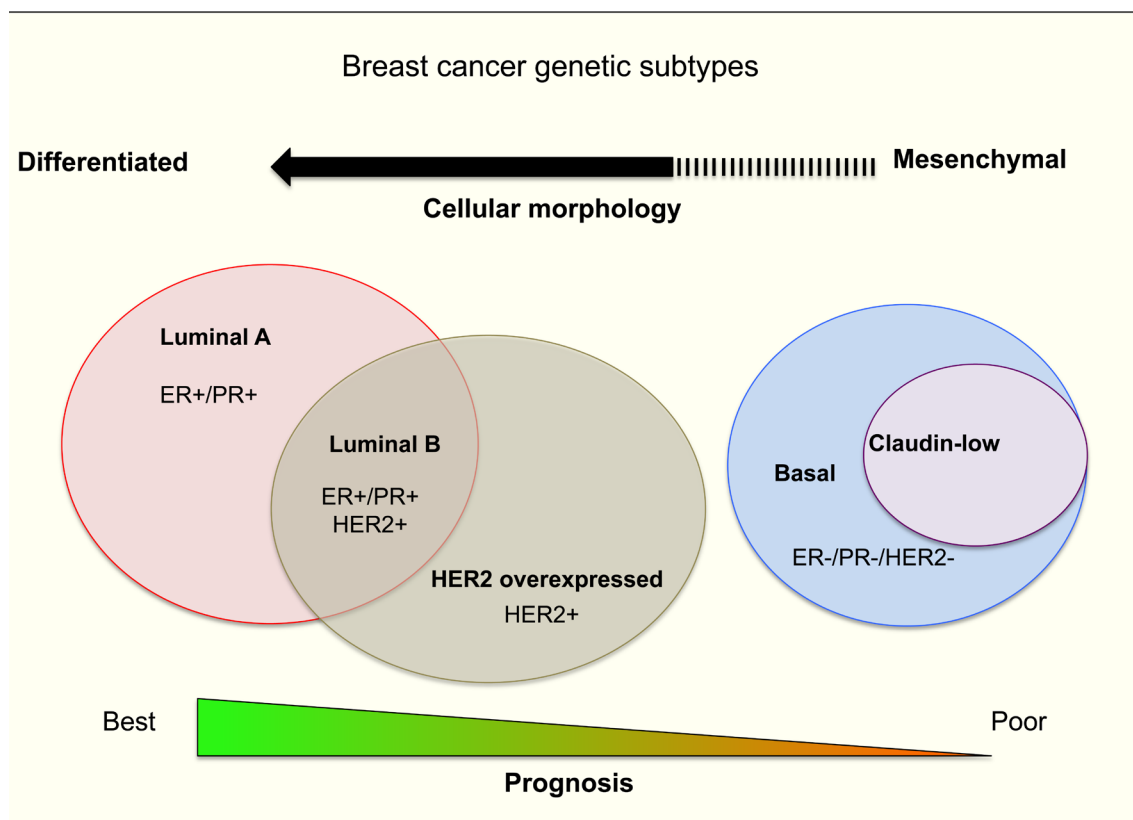 Breast cancer genetic subtypes
Differentiated
Mesenchymal
Cellular morphology
Luminal A
ER+/PR+
Luminal B
ER+/PR+
HER2+
HER2 overexpressed
HER2+
Claudin-low
Basal
ER-/PR-/HER2-
Best
Poor
Prognosis